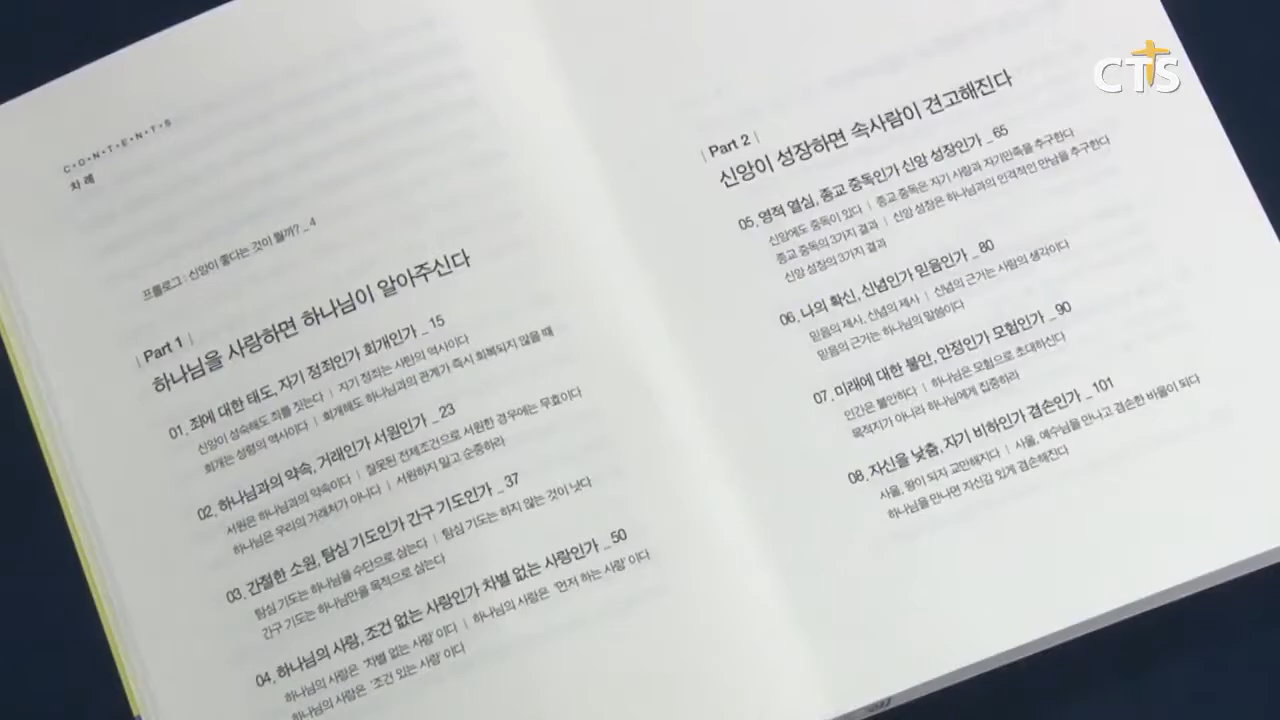 CTS
C•O•N•T•E•N•T•S
차 례
프롤로그 : 신앙이 좋다는 것이 뭘까? _ 4
| Part 1 |
하나님을 사랑하면 하나님이 알아주신다
01. 죄에 대한 태도, 자기 정죄인가 회개인가 _ 15
신앙이 성숙해도 죄를 짓는다 | 자기 정죄는 사탄의 역사이다
회개는 성령의 역사이다 | 회개해도 하나님과의 관계가 즉시 회복되지 않을 때
02. 하나님과의 약속, 거래인가 서원인가 _ 23
서원은 하나님과의 약속이다 | 잘못된 전제조건으로 서원한 경우에는 무효이다
하나님은 우리의 거래처가 아니다 | 서원하지 말고 순종하라
03. 간절한 소원, 탐심 기도인가 간구 기도인가 _ 37
탐심 기도는 하나님을 수단으로 삼는다 | 탐심 기도는 하지 않는 것이 낫다
간구 기도는 하나님만을 목적으로 삼는다
04. 하나님의 사랑, 조건 없는 사랑인가 차별 없는 사랑인가 _ 50
하나님의 사랑은 '차별 없는 사랑' 이다 | 하나님의 사랑은 '먼저 하는 사랑' 이다
하나님의 사랑은 '조건 있는 사랑' 이다
| Part 2 |
신앙이 성장하면 속사람이 견고해진다
05. 영적 열심, 종교 중독인가 신앙 성장인가 _ 65
신앙에도 중독이 있다 | 종교 중독은 자기 사랑과 자기만족을 추구한다
종교 중독의 3가지 결과 | 신앙 성장은 하나님과의 인격적인 만남을 추구한다
신앙 성장의 3가지 결과
06. 나의 확신, 신념인가 믿음인가 _ 80
믿음의 제사, 신념의 제사 | 신념의 근거는 사람의 생각이다
믿음의 근거는 하나님의 말씀이다
07. 미래에 대한 불안, 안정인가 모험인가 _ 90
인간은 불안하다 | 하나님은 모험으로 초대하신다
목적지가 아니라 하나님께 집중하라
08. 자신을 낮춤, 자기 비하인가 겸손인가 _ 101
사울, 왕이 되자 교만해지다 | 사울, 예수님을 만나고 겸손한 바울이 되다
하나님을 만나면 자신감 있게 겸손해진다